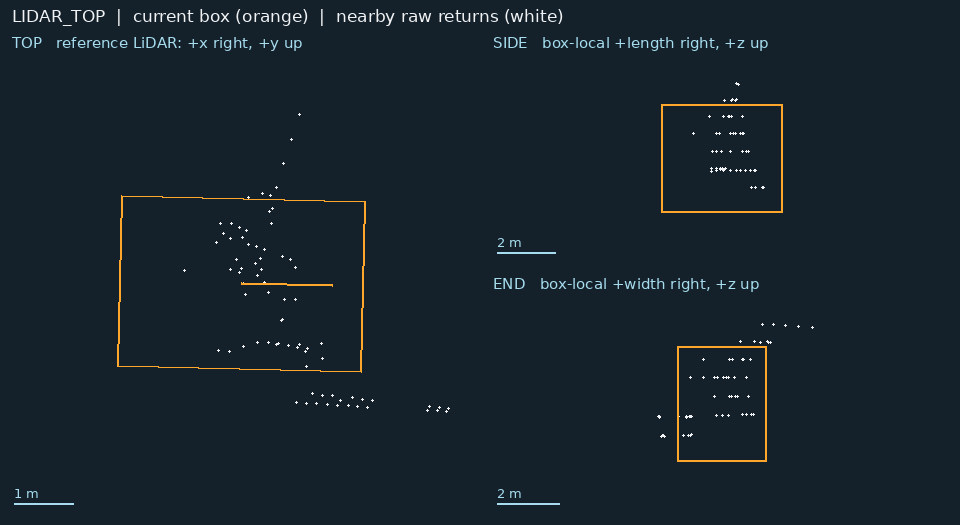 LIDAR_TOP | current box (orange) | nearby raw returns (white)
TOP reference LiDAR: +x right, +y up
SIDE box-local +length right, +z up
2 m
END box-local +width right, +z up
1 m
2 m